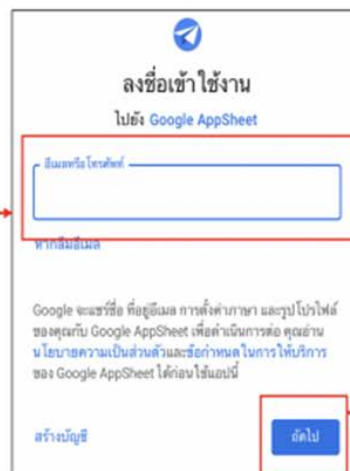 ลงชื่อเข้าใช้งาน
ไปยัง Google AppSheet
อีเมลหรือโทรศัพท์
หากลืมอีเมล
Google จะแชร์ชื่อ ที่อยู่อีเมล การตั้งค่าภาษา และรูปโปรไฟล์
ของคุณกับ Google AppSheet เพื่อดำเนินการต่อ คุณอ่าน
นโยบายความเป็นส่วนตัวและข้อกำหนดในการให้บริการ
ของ Google AppSheet ได้ก่อนใช้แอปนี้
สร้างบัญชี
ถัดไป